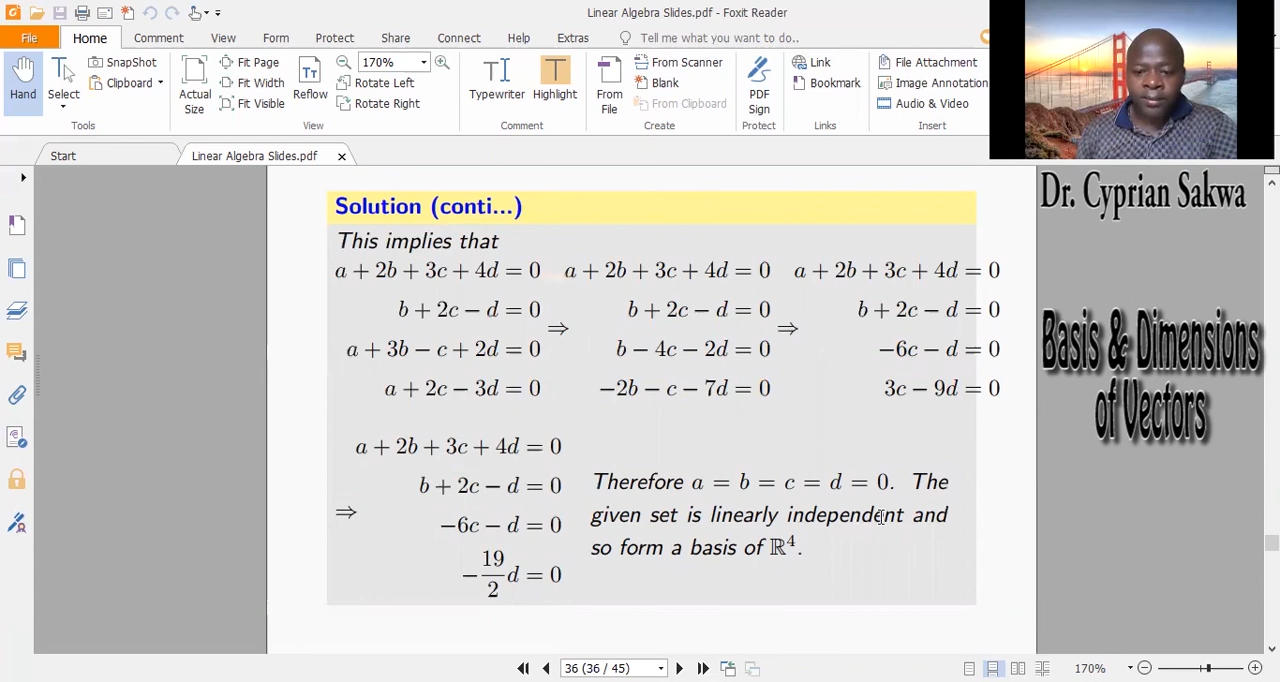 Linear Algebra Slides.pdf - Foxit Reader
File Home Comment View Form Protect Share Connect Help Extras Tell me what you want to do..
Hand
Select
SnapShot
Clipboard
Tools
Actual Size
Fit Page
Fit Width
Fit Visible
Reflow
170%
Rotate Left
Rotate Right
View
Typewriter
Highlight
Comment
From File
From Scanner
Blank
From Clipboard
Create
PDF Sign
Protect
Link
Bookmark
Links
File Attachment
Image Annotation
Audio & Video
Insert
Start
Linear Algebra Slides.pdf
Solution (conti...)
This implies that
a + 2b + 3c + 4d = 0 a + 2b + 3c + 4d = 0 a + 2b + 3c + 4d = 0
b + 2c − d = 0 b + 2c − d = 0 b + 2c − d = 0
⇒ ⇒
a + 3b − c + 2d = 0 b − 4c − 2d = 0 −6c − d = 0
a + 2c − 3d = 0 −2b − c − 7d = 0 3c − 9d = 0
a + 2b + 3c + 4d = 0
b + 2c − d = 0
⇒
−6c − d = 0
−19/2 d = 0
Therefore a = b = c = d = 0. The
given set is linearly independent and
so form a basis of ℝ⁴.
Dr. Cyprian Sakwa
Basis & Dimensions
of Vectors
36 (36 / 45)
170%